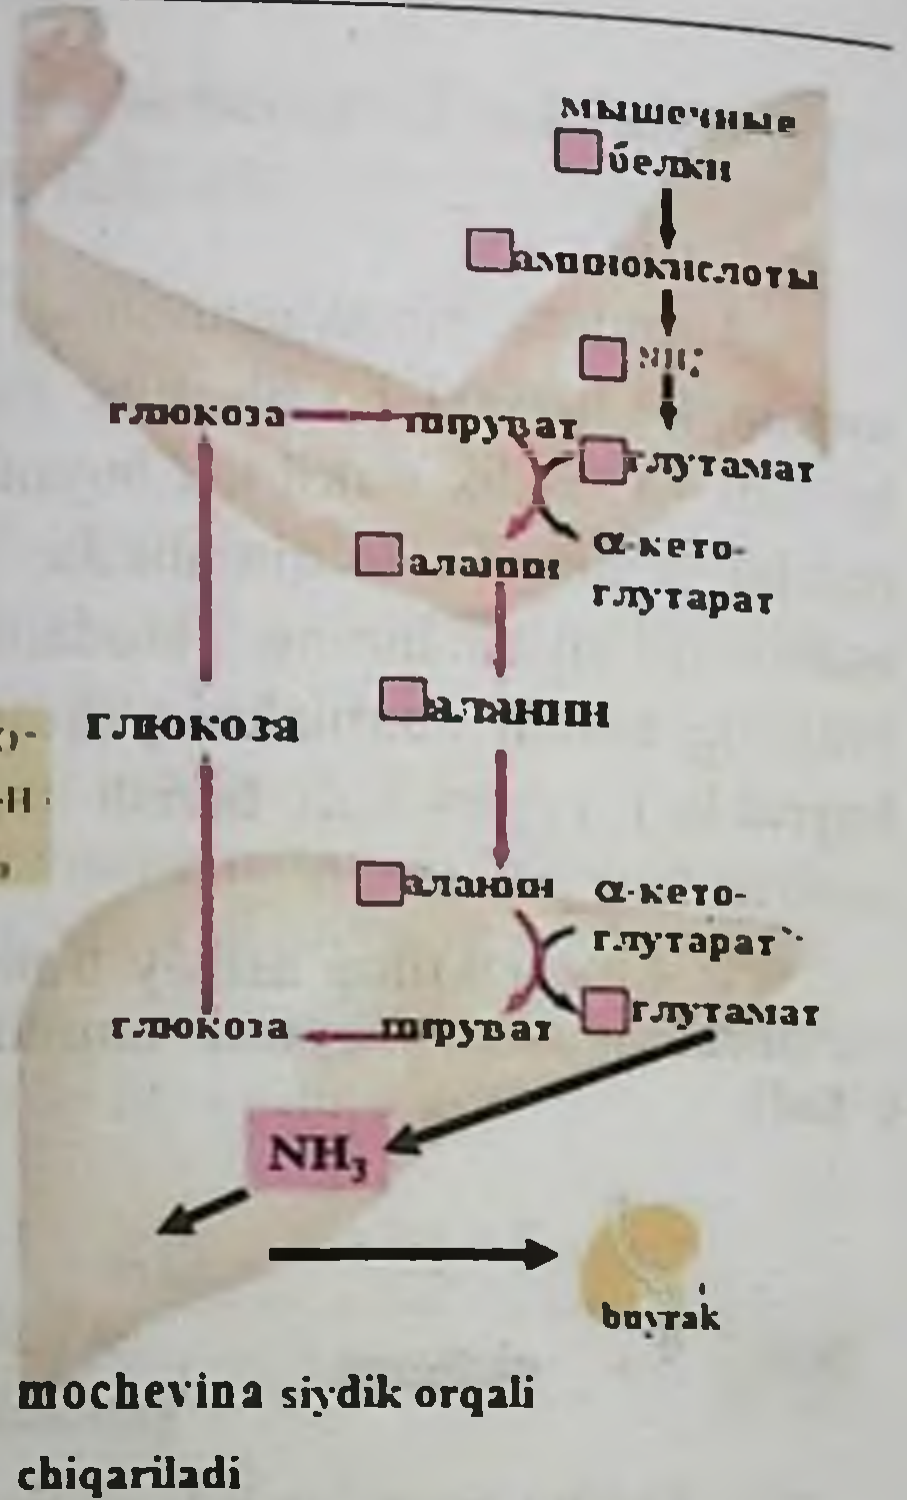 мышечные
белки
аминокислоты
глюкоза пируват
глутамат
α-кето-
аланин
глутарат
глюкоза аланин
аланин α-кето-
глутарат
глутамат
глюкоза пируват
NH₃
buyrak
mochevina siydik orqali
chiqariladi